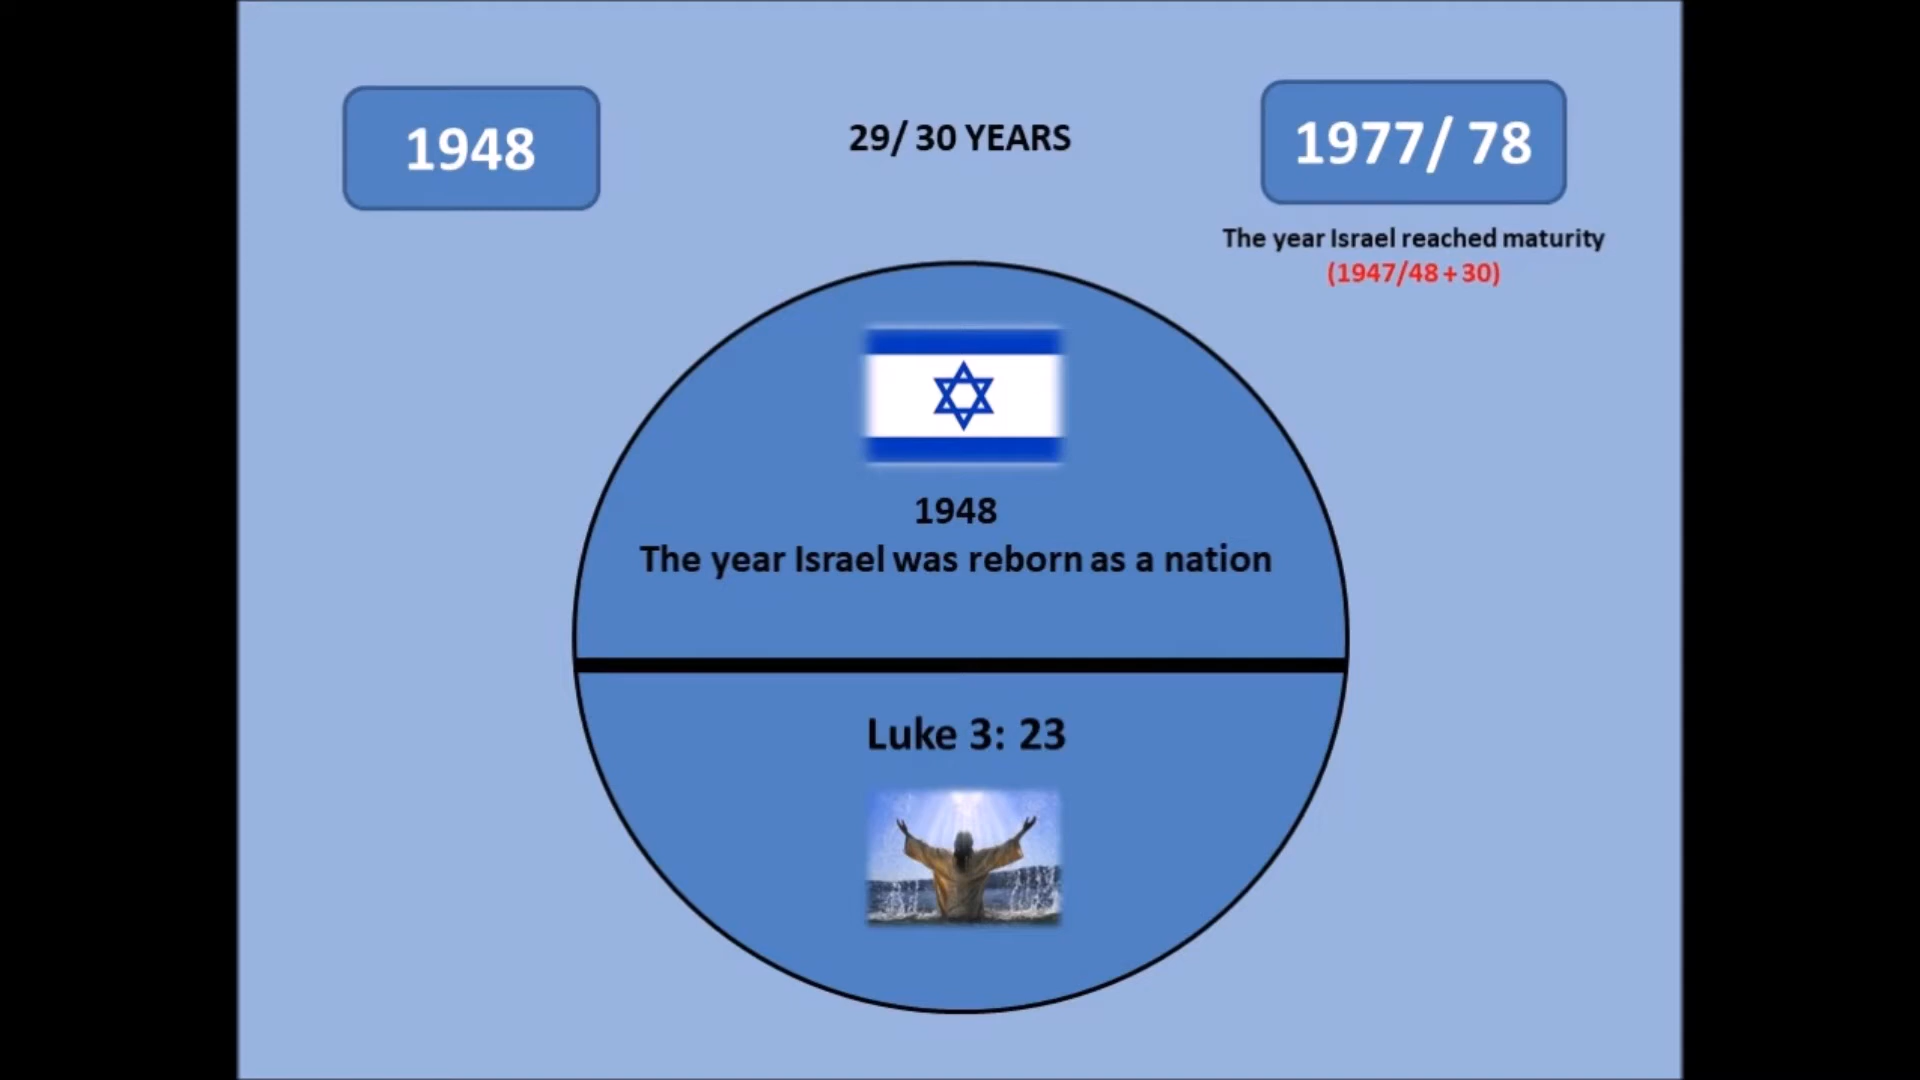 1948
29/ 30 YEARS
1977/ 78
The year Israel reached maturity
(1947/48 + 30)
1948
The year Israel was reborn as a nation
Luke 3: 23